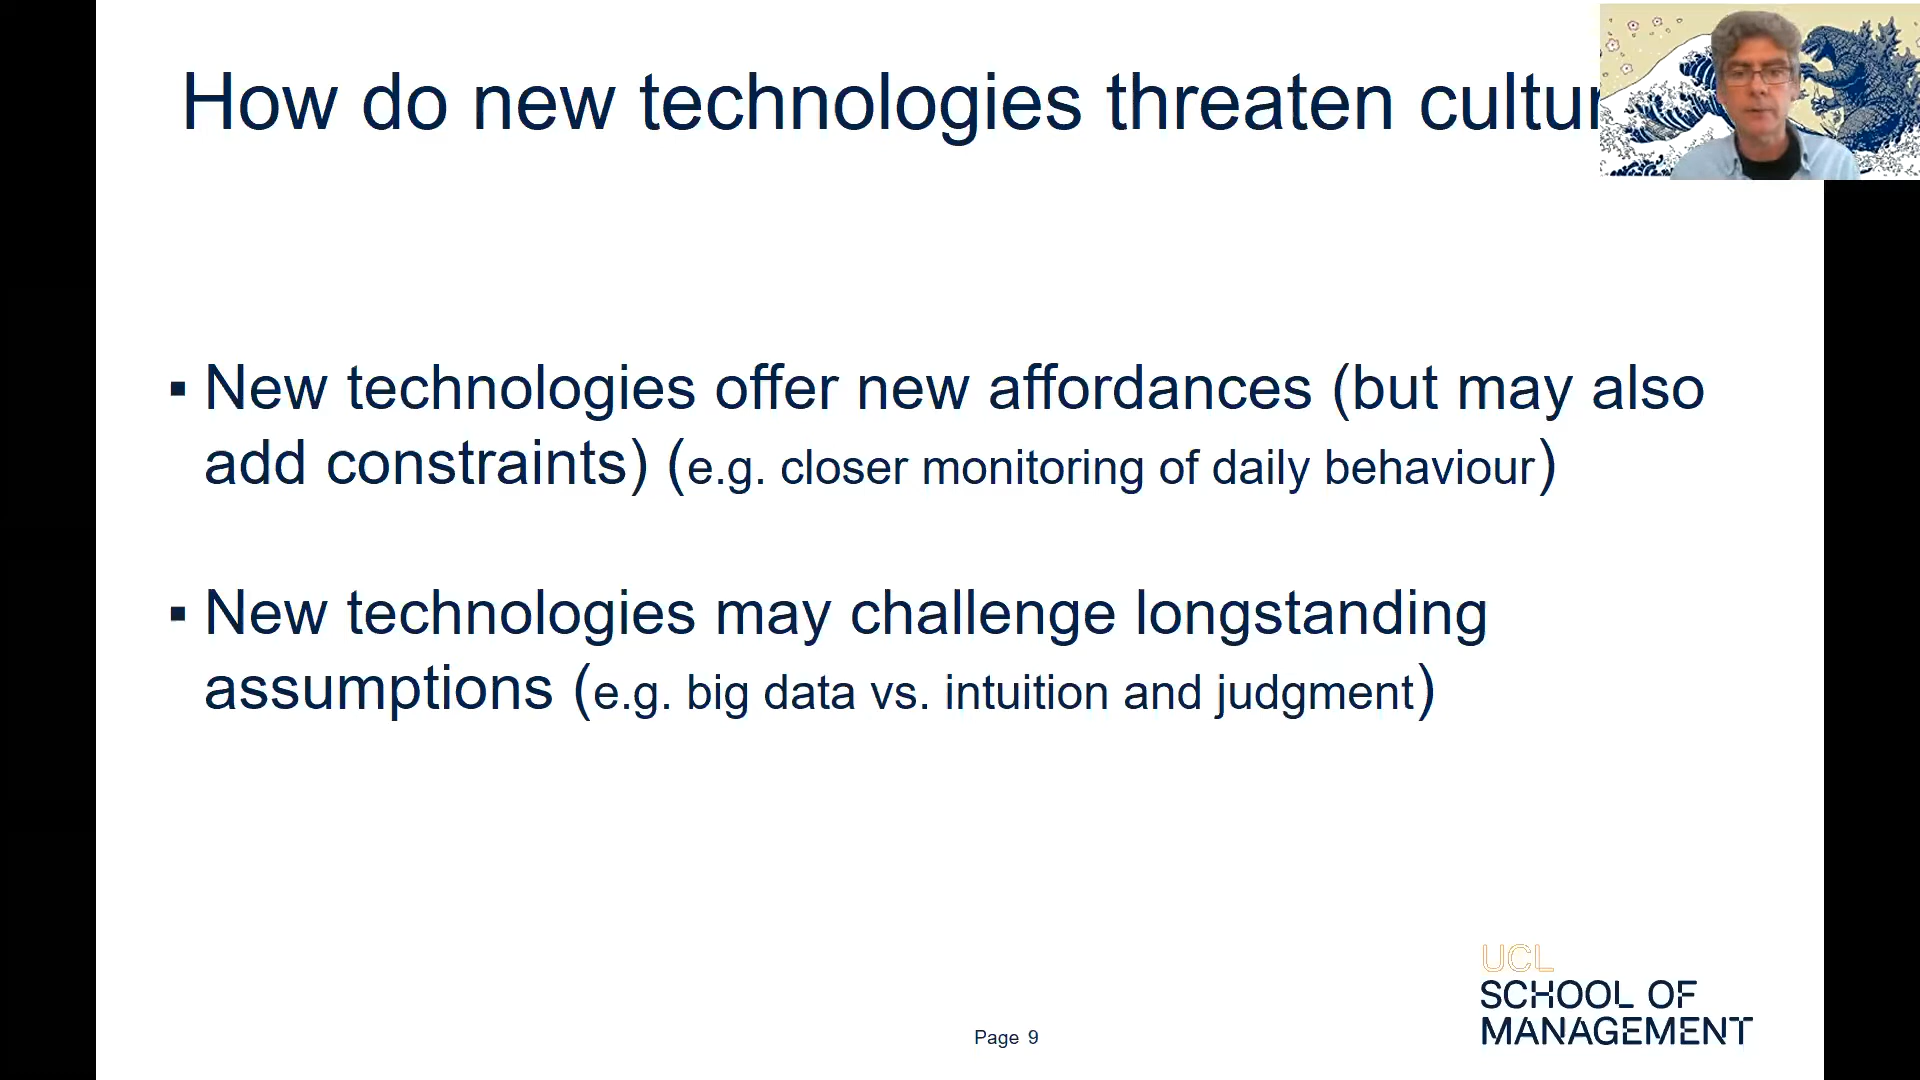 How do new technologies threaten
▪ New technologies offer new affordances (but may also
add constraints) (e.g. closer monitoring of daily behaviour)
▪ New technologies may challenge longstanding
assumptions (e.g. big data vs. intuition and judgment)
UCL
SCHOOL OF
MANAGEMENT
Page 9